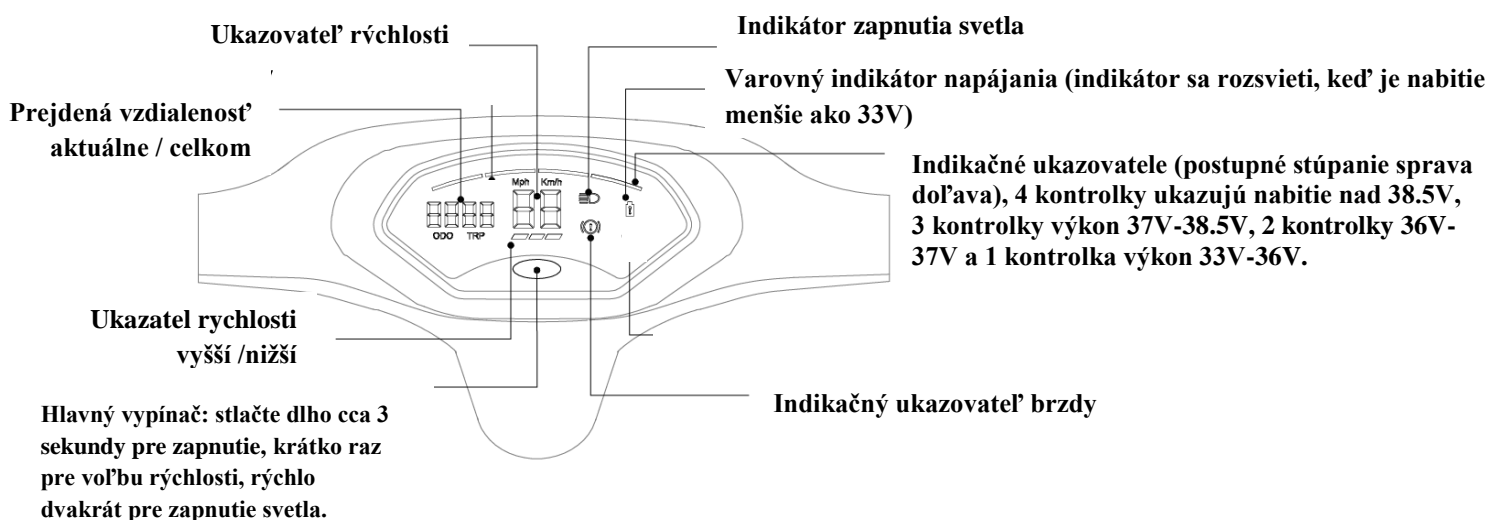 Ukazovateľ rýchlosti
Indikátor zapnutia svetla
Varovný indikátor napájania (indikátor sa rozsvieti, keď je nabitie
menšie ako 33V)
Prejdená vzdialenosť
aktuálne / celkom
Indikačné ukazovatele (postupné stúpanie sprava
doľava), 4 kontrolky ukazujú nabitie nad 38.5V,
3 kontrolky výkon 37V-38.5V, 2 kontrolky 36V-
37V a 1 kontrolka výkon 33V-36V.
Mph Km/h
ODO TRP
Ukazatel rychlosti
vyšší /nižší
Hlavný vypínač: stlačte dlho cca 3
sekundy pre zapnutie, krátko raz
pre voľbu rýchlosti, rýchlo
dvakrát pre zapnutie svetla.
Indikačný ukazovateľ brzdy